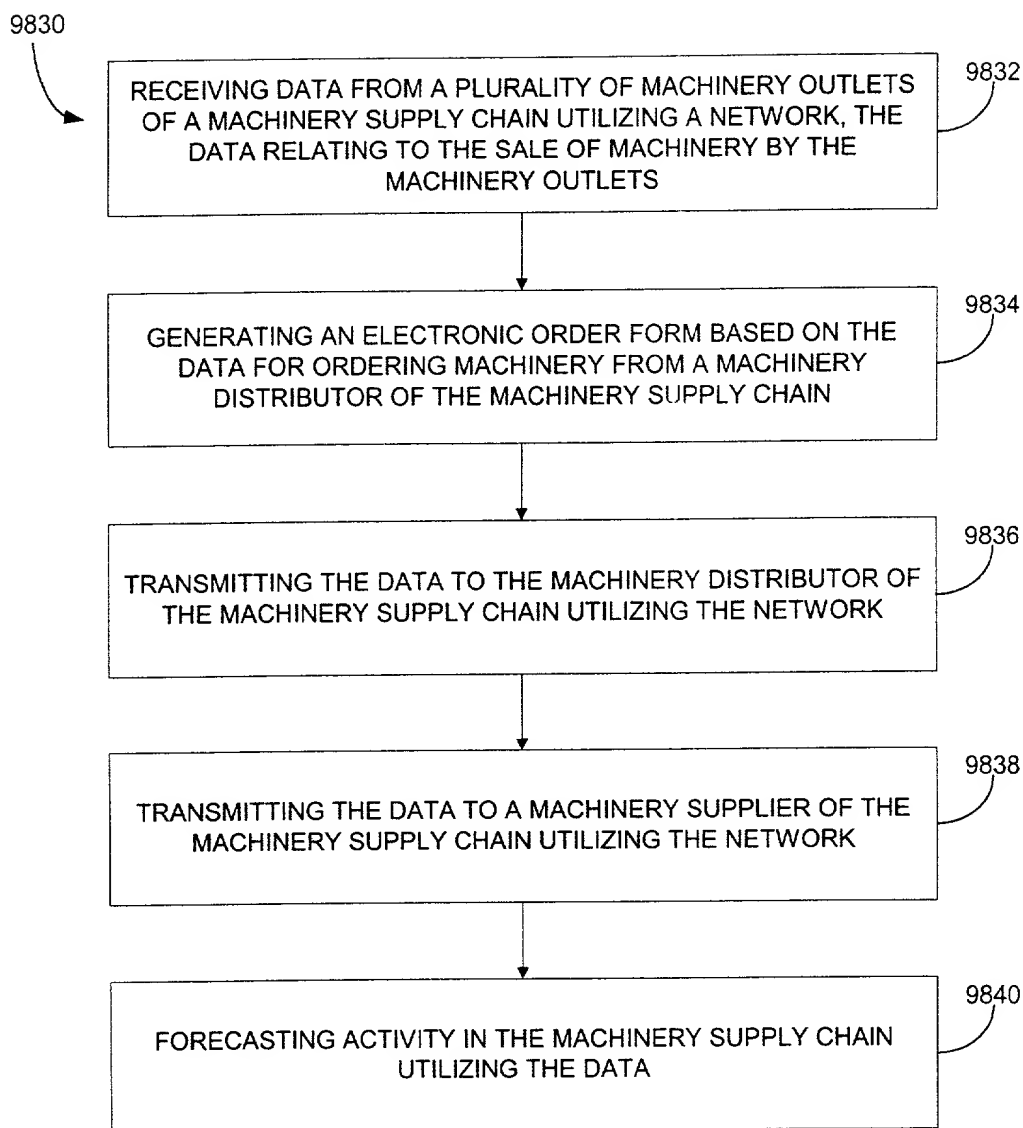 9830
9832
RECEIVING DATA FROM A PLURALITY OF MACHINERY OUTLETS
OF A MACHINERY SUPPLY CHAIN UTILIZING A NETWORK, THE
DATA RELATING TO THE SALE OF MACHINERY BY THE
MACHINERY OUTLETS
9834
GENERATING AN ELECTRONIC ORDER FORM BASED ON THE
DATA FOR ORDERING MACHINERY FROM A MACHINERY
DISTRIBUTOR OF THE MACHINERY SUPPLY CHAIN
9836
TRANSMITTING THE DATA TO THE MACHINERY DISTRIBUTOR OF
THE MACHINERY SUPPLY CHAIN UTILIZING THE NETWORK
9838
TRANSMITTING THE DATA TO A MACHINERY SUPPLIER OF THE
MACHINERY SUPPLY CHAIN UTILIZING THE NETWORK
9840
FORECASTING ACTIVITY IN THE MACHINERY SUPPLY CHAIN
UTILIZING THE DATA